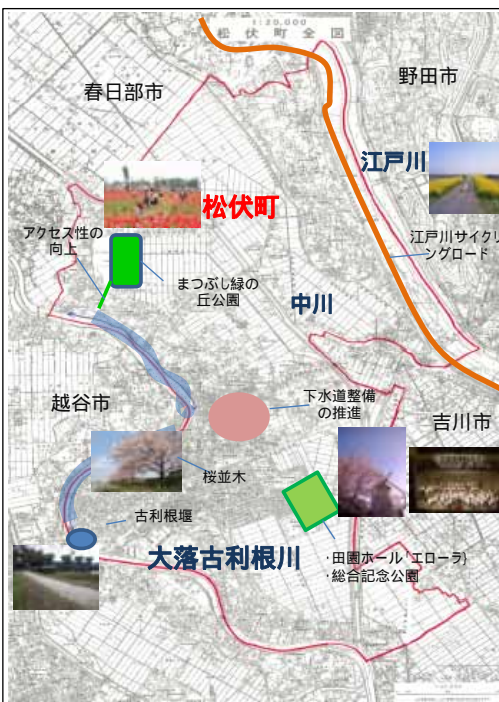 1:20,000
松伏町全図
春日部市
野田市
江戸川
松伏町
アクセス性の
向上
江戸川サイクリ
ングロード
まつぶし緑の
丘公園
中川
越谷市
下水道整備
の推進
吉川市
桜並木
古利根堰
大落古利根川
・田園ホール「エローラ}
・総合記念公園